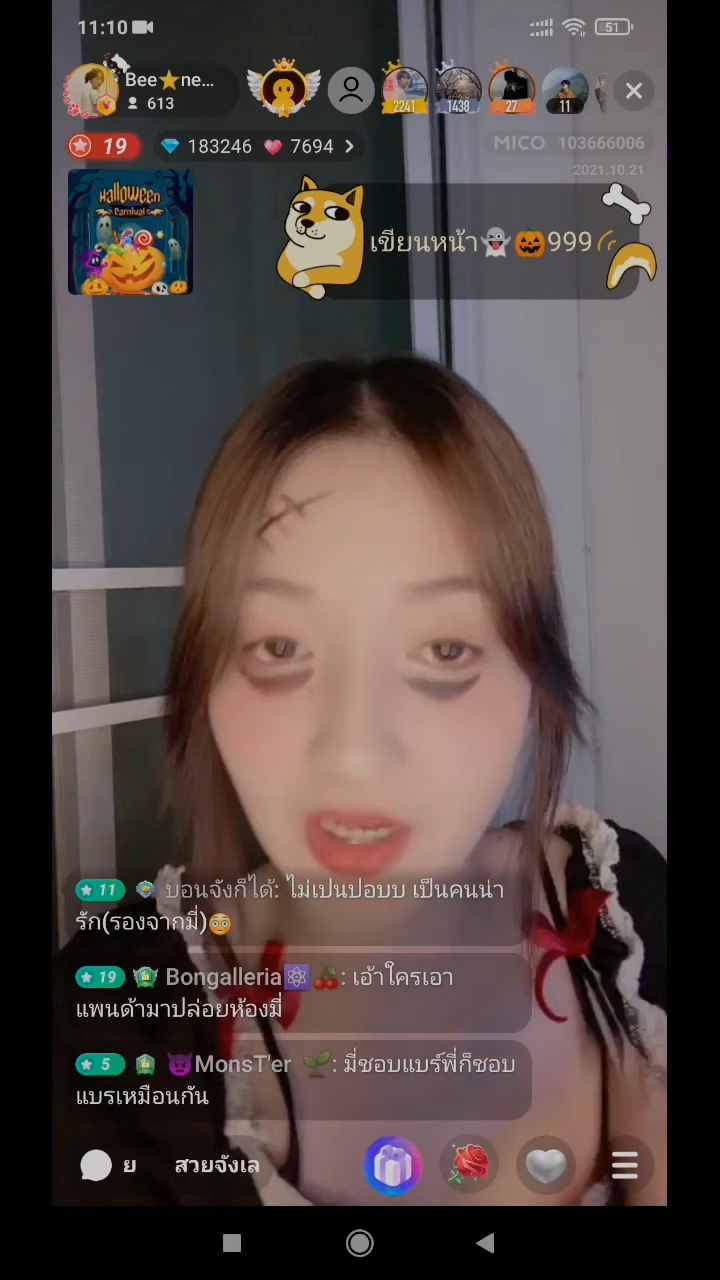 11:10
51
Bee⭐ne...
613
2241
1438
27
11
19
183246
7694
MICO 103666006
2021.10.21
Halloween
Carnival
เขียนหน้า👻🎃999
11 บอนจังก็ได้: ไม่เปนปอบบ เป็นคนน่า
รัก(รองจากมี่)😳
19 Bongalleria⚛️🍒: เอ้าใครเอา
แพนด้ามาปล่อยห้องมี่
5 😈MonsT'er 🌱: มี่ชอบแบร์พี่ก็ชอบ
แบรเหมือนกัน
ย
สวยจังเล